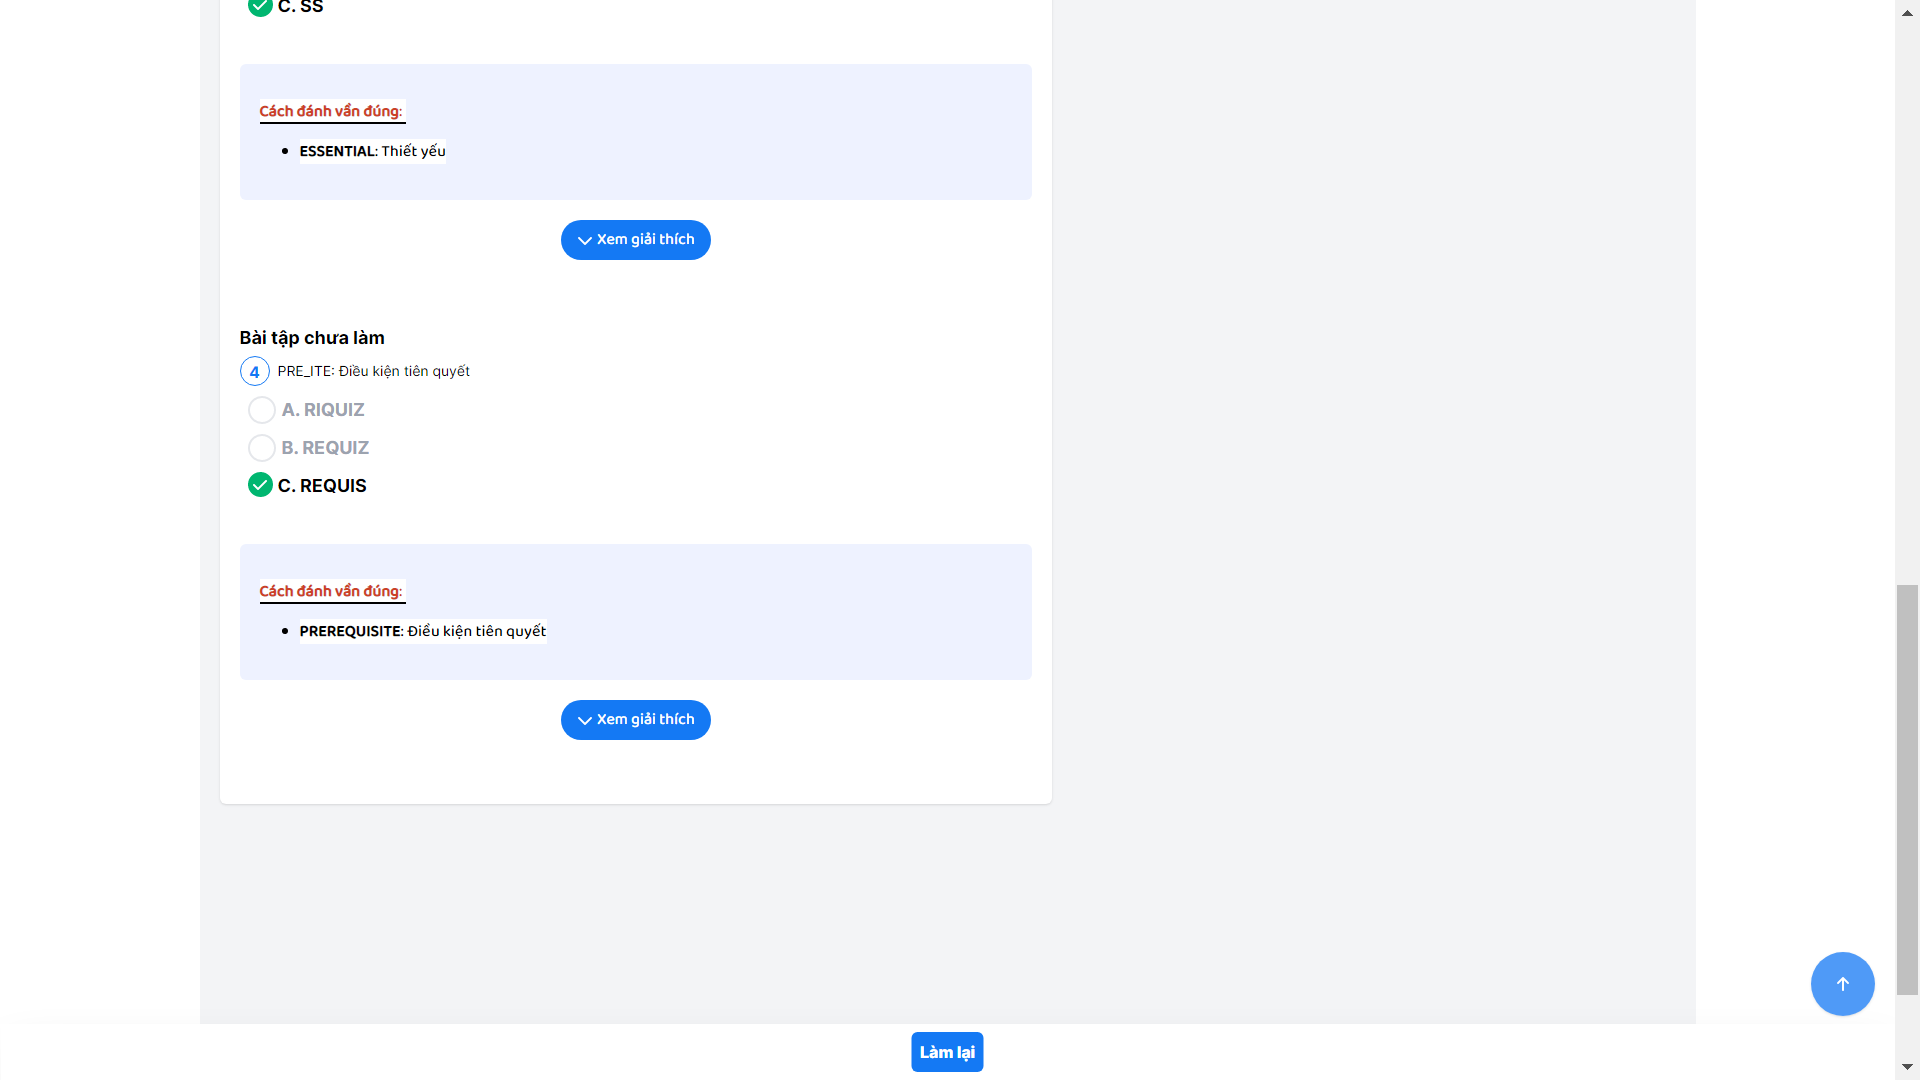 C. SS
Cách đánh vần đúng:
ESSENTIAL: Thiết yếu
Xem giải thích
Bài tập chưa làm
4 PRE_ITE: Điều kiện tiên quyết
A. RIQUIZ
B. REQUIZ
C. REQUIS
Cách đánh vần đúng:
PREREQUISITE: Điều kiện tiên quyết
Xem giải thích
Làm lại